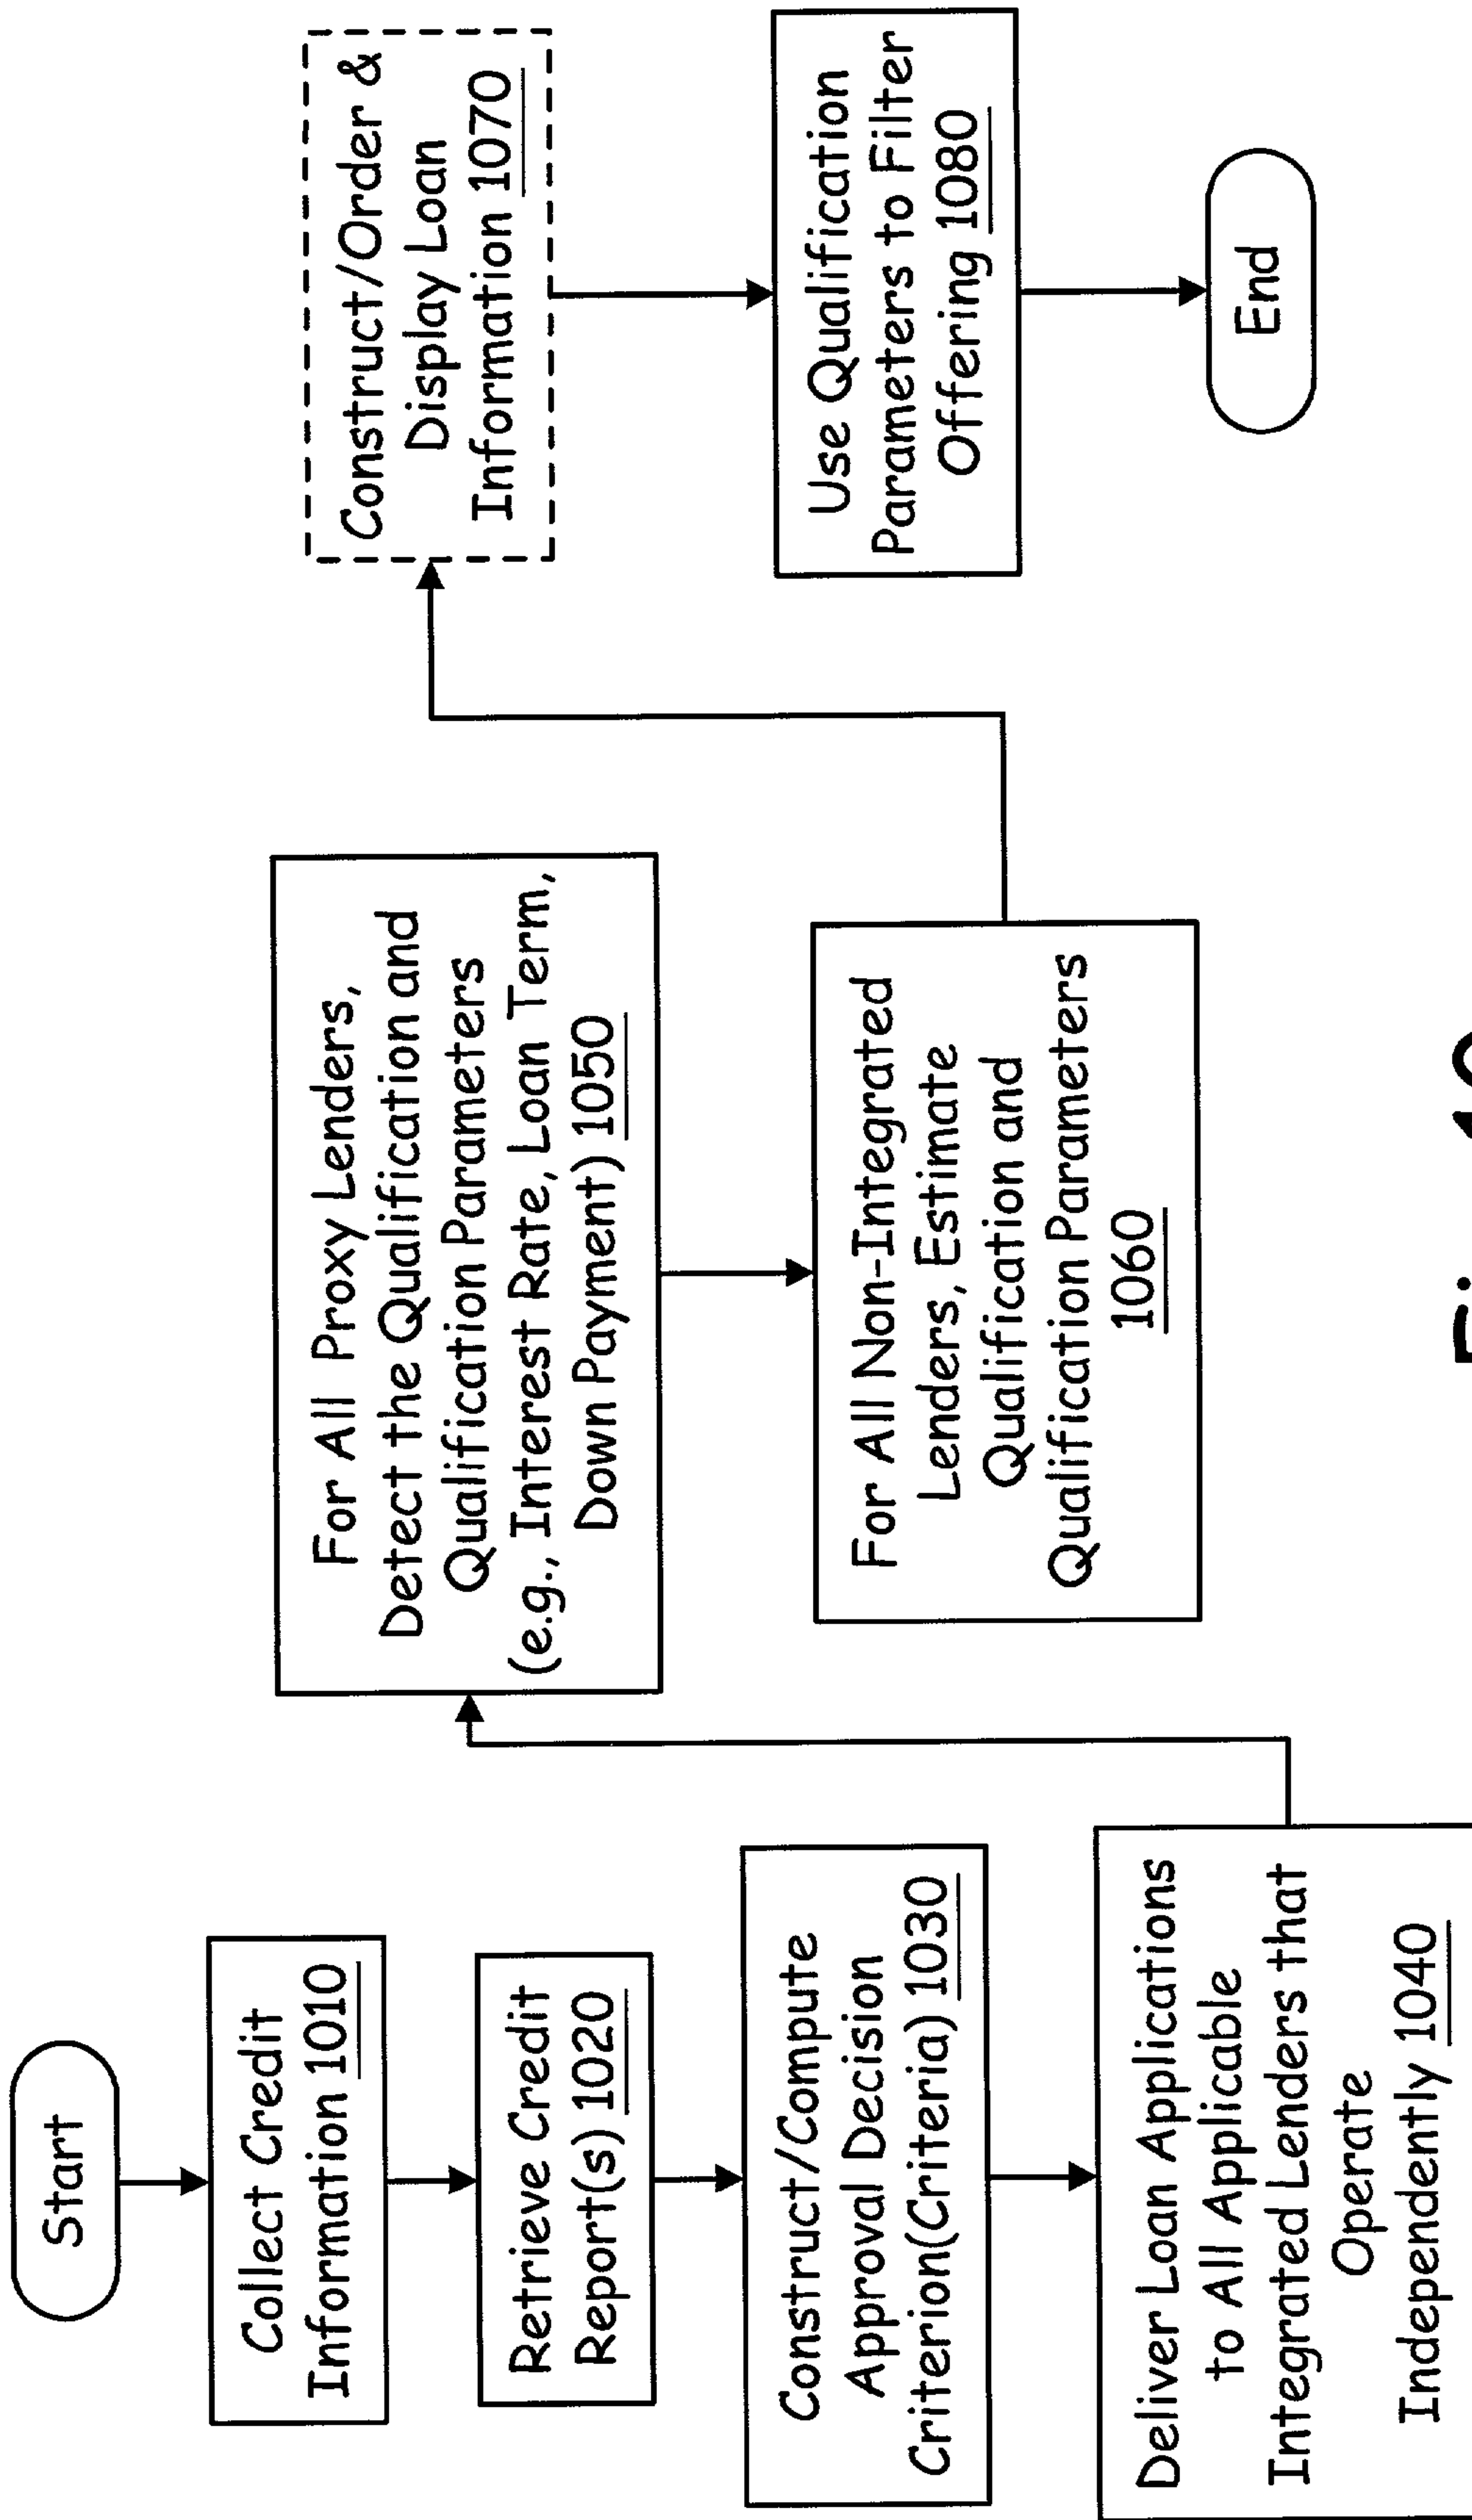 Start
Collect Credit
Information 1010
Retrieve Credit
Report(s) 1020
Construct/Compute
Approval Decision
Criterion(Criteria) 1030
Deliver Loan Applications
to All Applicable
Integrated Lenders that
Operate
Independently 1040
For All Proxy Lenders,
Detect the Qualification and
Qualification Parameters
(e.g., Interest Rate, Loan Term,
Down Payment) 1050
For All Non-Integrated
Lenders, Estimate
Qualification and
Qualification Parameters
1060
Construct/Order &
Display Loan
Information 1070
Use Qualification
Parameters to Filter
Offering 1080
End